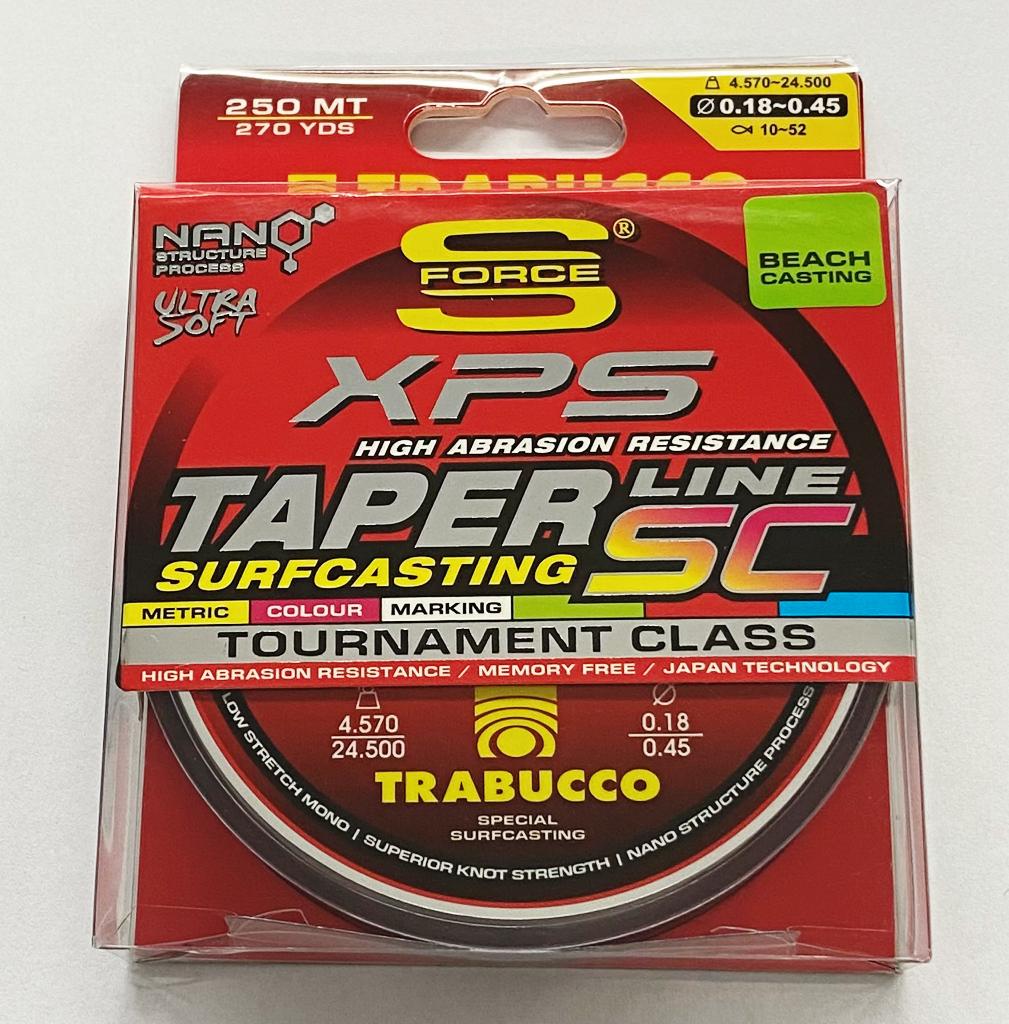 250 MT
270 YDS
4.570~24.500
Ø 0.18~0.45
10~52
TRABUCCO
NANO
STRUCTURE
PROCESS
ULTRA
SOFT
S
FORCE
®
BEACH
CASTING
XPS
HIGH ABRASION RESISTANCE
TAPER LINE
SURFCASTING SC
METRIC COLOUR MARKING
TOURNAMENT CLASS
HIGH ABRASION RESISTANCE / MEMORY FREE / JAPAN TECHNOLOGY
4.570
24.500
Ø
0.18
0.45
TRABUCCO
SPECIAL
SURFCASTING
LOW STRETCH MONO | SUPERIOR KNOT STRENGTH | NANO STRUCTURE PROCESS